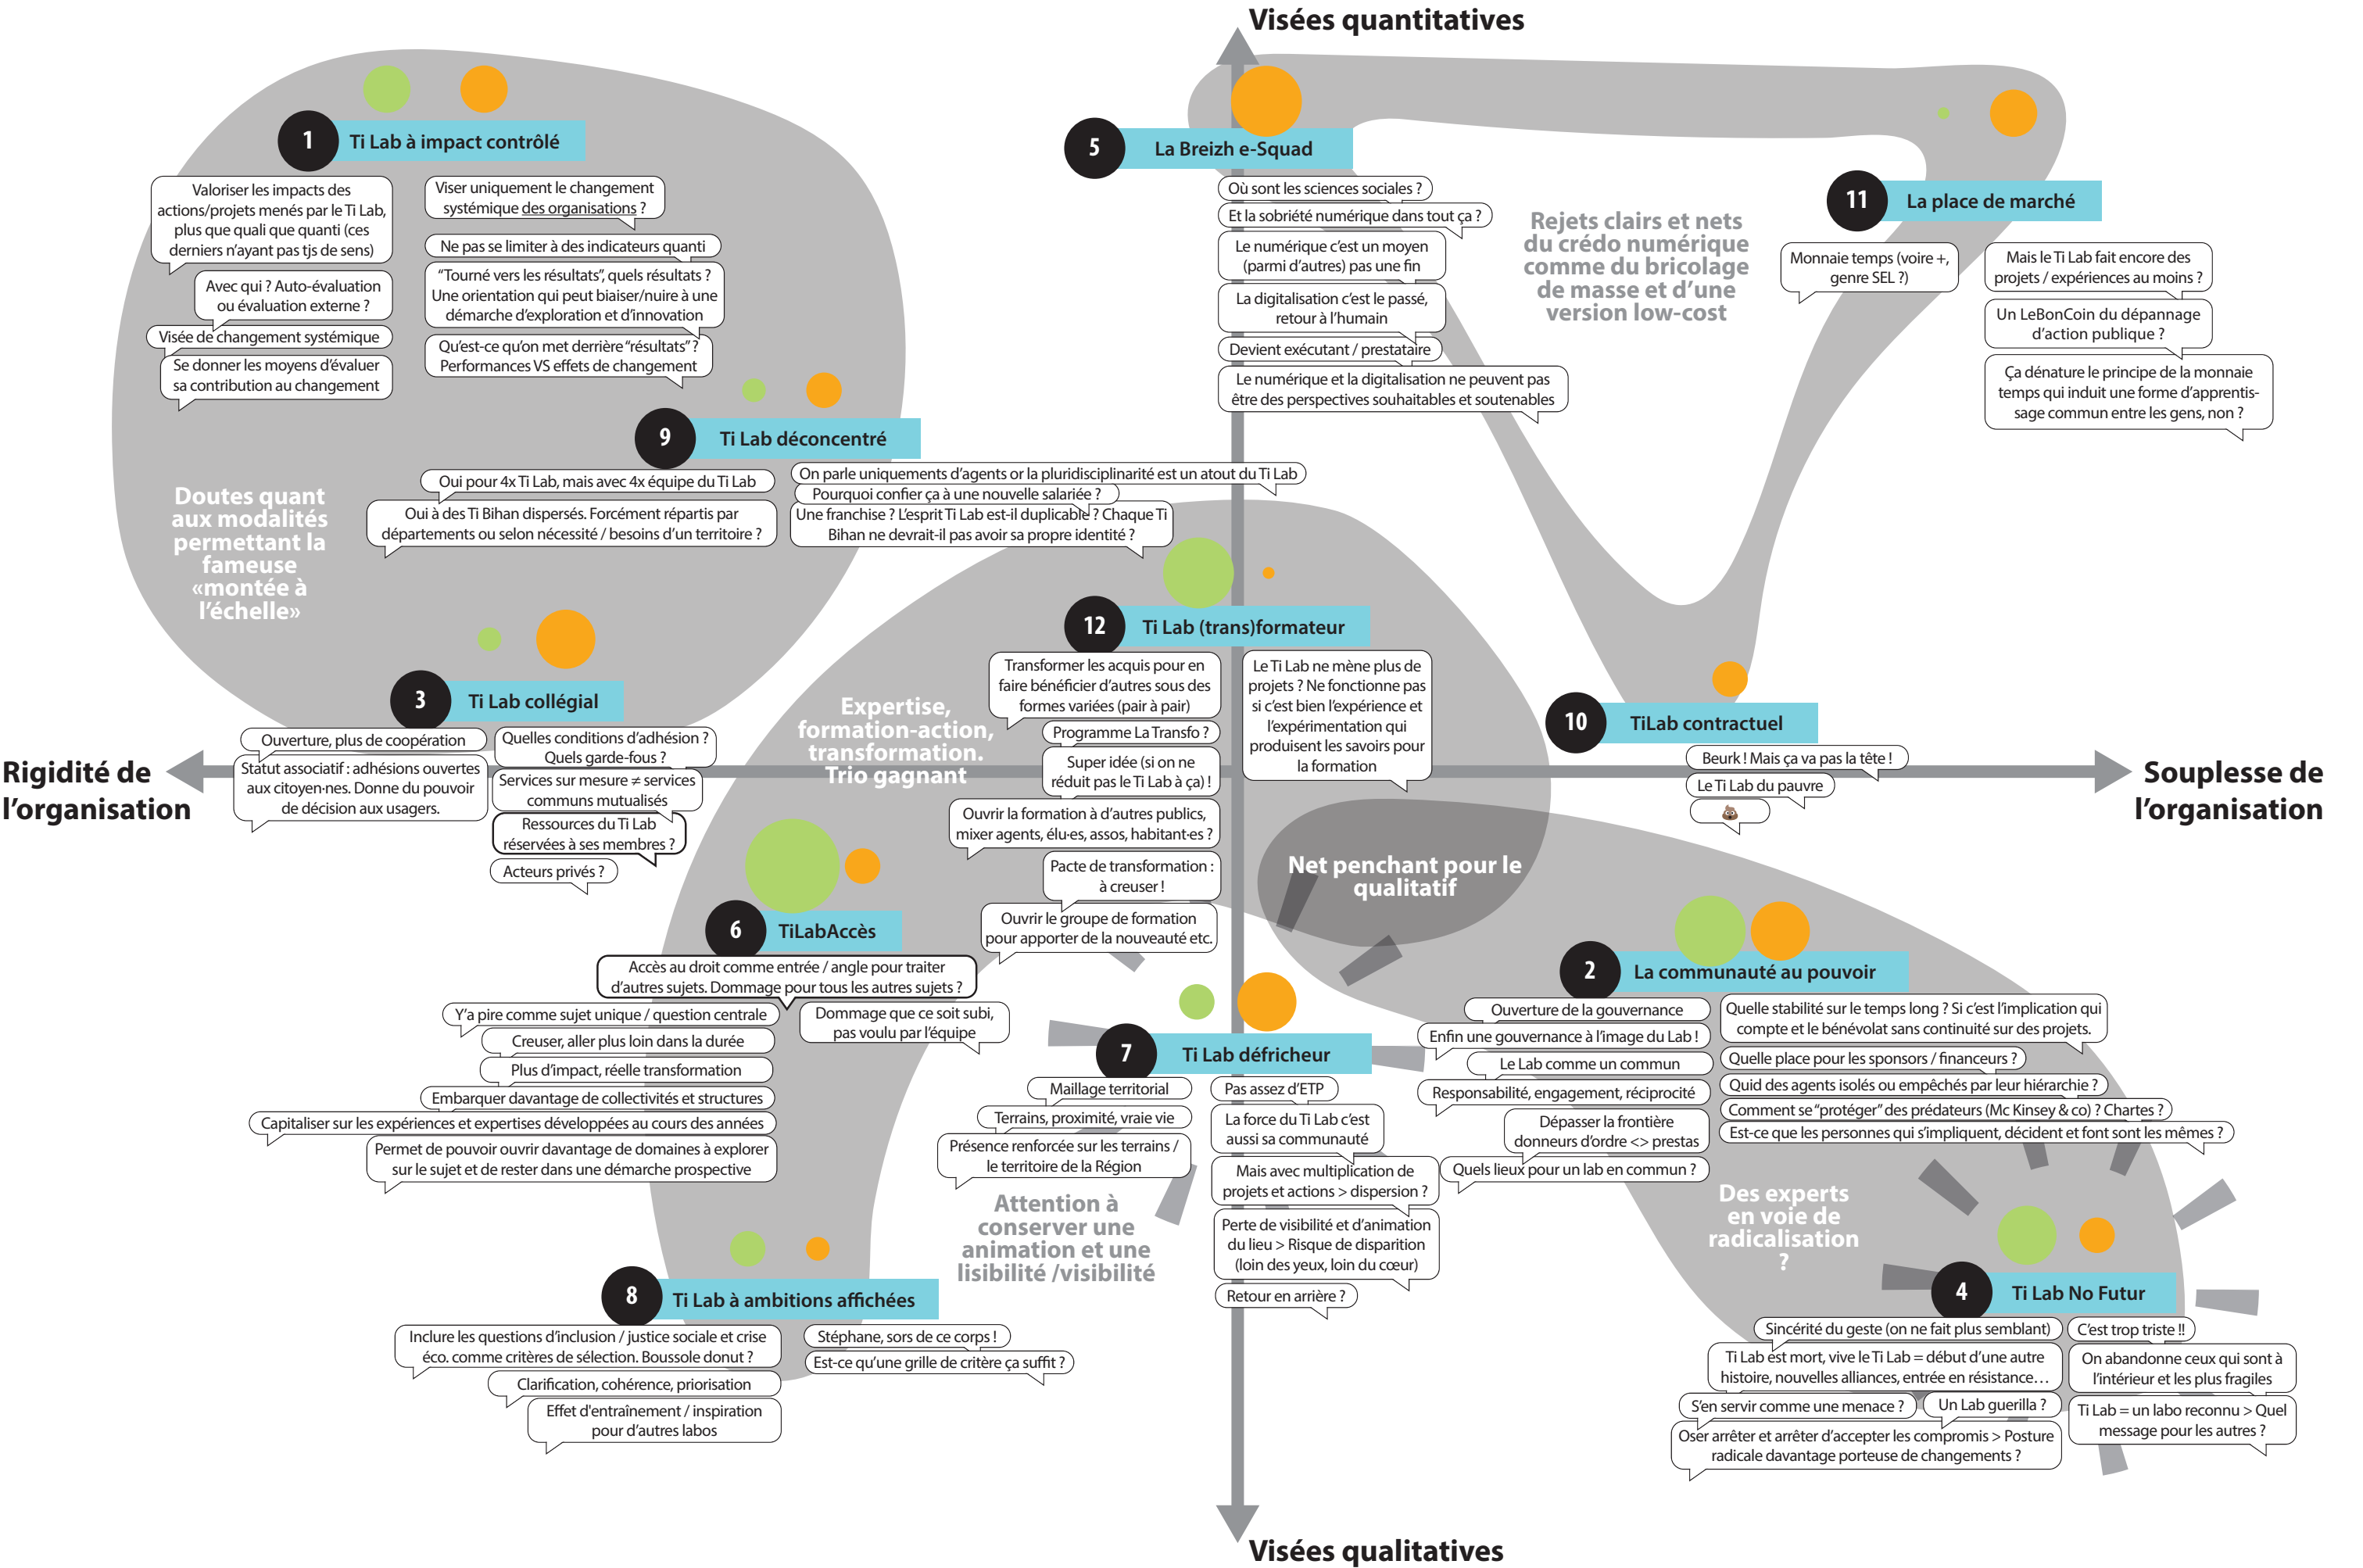 Visées quantitatives
1
Ti Lab à impact contrôlé
Valoriser les impacts des
actions/projets menés par le Ti Lab,
plus que quali que quanti (ces
derniers n'ayant pas tjs de sens)
Avec qui ? Auto-évaluation
ou évaluation externe ?
Visée de changement systémique
Se donner les moyens d'évaluer
sa contribution au changement
Viser uniquement le changement
systémique des organisations ?
Ne pas se limiter à des indicateurs quanti
“Tourné vers les résultats”, quels résultats ?
Une orientation qui peut biaiser/nuire à une
démarche d'exploration et d'innovation
Qu'est-ce qu'on met derrière “résultats” ?
Performances VS effets de changement
5
La Breizh e-Squad
Où sont les sciences sociales ?
Et la sobriété numérique dans tout ça ?
Le numérique c'est un moyen
(parmi d'autres) pas une fin
La digitalisation c'est le passé,
retour à l'humain
Devient exécutant / prestataire
Le numérique et la digitalisation ne peuvent pas
être des perspectives souhaitables et soutenables
Rejets clairs et nets
du crédo numérique
comme du bricolage
de masse et d'une
version low-cost
11
La place de marché
Monnaie temps (voire +,
genre SEL ?)
Mais le Ti Lab fait encore des
projets / expériences au moins ?
Un LeBonCoin du dépannage
d'action publique ?
Ça dénature le principe de la monnaie
temps qui induit une forme d'apprentis-
sage commun entre les gens, non ?
9
Ti Lab déconcentré
Oui pour 4x Ti Lab, mais avec 4x équipe du Ti Lab
Oui à des Ti Bihan dispersés. Forcément répartis par
départements ou selon nécessité / besoins d'un territoire ?
On parle uniquements d'agents or la pluridisciplinarité est un atout du Ti Lab
Pourquoi confier ça à une nouvelle salariée ?
Une franchise ? L'esprit Ti Lab est-il duplicable ? Chaque Ti
Bihan ne devrait-il pas avoir sa propre identité ?
Doutes quant
aux modalités
permettant la
fameuse
«montée à
l'échelle»
12
Ti Lab (trans)formateur
Transformer les acquis pour en
faire bénéficier d'autres sous des
formes variées (pair à pair)
Programme La Transfo ?
Super idée (si on ne
réduit pas le Ti Lab à ça) !
Ouvrir la formation à d'autres publics,
mixer agents, élu·es, assos, habitant·es ?
Pacte de transformation :
à creuser !
Ouvrir le groupe de formation
pour apporter de la nouveauté etc.
Le Ti Lab ne mène plus de
projets ? Ne fonctionne pas
si c'est bien l'expérience et
l'expérimentation qui
produisent les savoirs pour
la formation
Expertise,
formation-action,
transformation.
Trio gagnant
3
Ti Lab collégial
Ouverture, plus de coopération
Statut associatif : adhésions ouvertes
aux citoyen·nes. Donne du pouvoir
de décision aux usagers.
Quelles conditions d'adhésion ?
Quels garde-fous ?
Services sur mesure ≠ services
communs mutualisés
Ressources du Ti Lab
réservées à ses membres ?
Acteurs privés ?
10
TiLab contractuel
Beurk ! Mais ça va pas la tête !
Le Ti Lab du pauvre
💩
Rigidité de
l'organisation
Souplesse de
l'organisation
Net penchant pour le
qualitatif
6
TiLabAccès
Accès au droit comme entrée / angle pour traiter
d'autres sujets. Dommage pour tous les autres sujets ?
Y'a pire comme sujet unique / question centrale
Creuser, aller plus loin dans la durée
Plus d'impact, réelle transformation
Embarquer davantage de collectivités et structures
Capitaliser sur les expériences et expertises développées au cours des années
Permet de pouvoir ouvrir davantage de domaines à explorer
sur le sujet et de rester dans une démarche prospective
Dommage que ce soit subi,
pas voulu par l'équipe
7
Ti Lab défricheur
Maillage territorial
Terrains, proximité, vraie vie
Présence renforcée sur les terrains /
le territoire de la Région
Pas assez d'ETP
La force du Ti Lab c'est
aussi sa communauté
Mais avec multiplication de
projets et actions > dispersion ?
Perte de visibilité et d'animation
du lieu > Risque de disparition
(loin des yeux, loin du cœur)
Retour en arrière ?
Attention à
conserver une
animation et une
lisibilité /visibilité
2
La communauté au pouvoir
Ouverture de la gouvernance
Enfin une gouvernance à l'image du Lab !
Le Lab comme un commun
Responsabilité, engagement, réciprocité
Dépasser la frontière
donneurs d'ordre <> prestas
Quels lieux pour un lab en commun ?
Quelle stabilité sur le temps long ? Si c'est l'implication qui
compte et le bénévolat sans continuité sur des projets.
Quelle place pour les sponsors / financeurs ?
Quid des agents isolés ou empêchés par leur hiérarchie ?
Comment se “protéger” des prédateurs (Mc Kinsey & co) ? Chartes ?
Est-ce que les personnes qui s'impliquent, décident et font sont les mêmes ?
Des experts
en voie de
radicalisation
?
8
Ti Lab à ambitions affichées
Inclure les questions d'inclusion / justice sociale et crise
éco. comme critères de sélection. Boussole donut ?
Clarification, cohérence, priorisation
Effet d'entraînement / inspiration
pour d'autres labos
Stéphane, sors de ce corps !
Est-ce qu'une grille de critère ça suffit ?
4
Ti Lab No Futur
Sincérité du geste (on ne fait plus semblant)
Ti Lab est mort, vive le Ti Lab = début d'une autre
histoire, nouvelles alliances, entrée en résistance…
S'en servir comme une menace ?
Un Lab guerilla ?
Oser arrêter et arrêter d'accepter les compromis > Posture
radicale davantage porteuse de changements ?
C'est trop triste !!
On abandonne ceux qui sont à
l'intérieur et les plus fragiles
Ti Lab = un labo reconnu > Quel
message pour les autres ?
Visées qualitatives